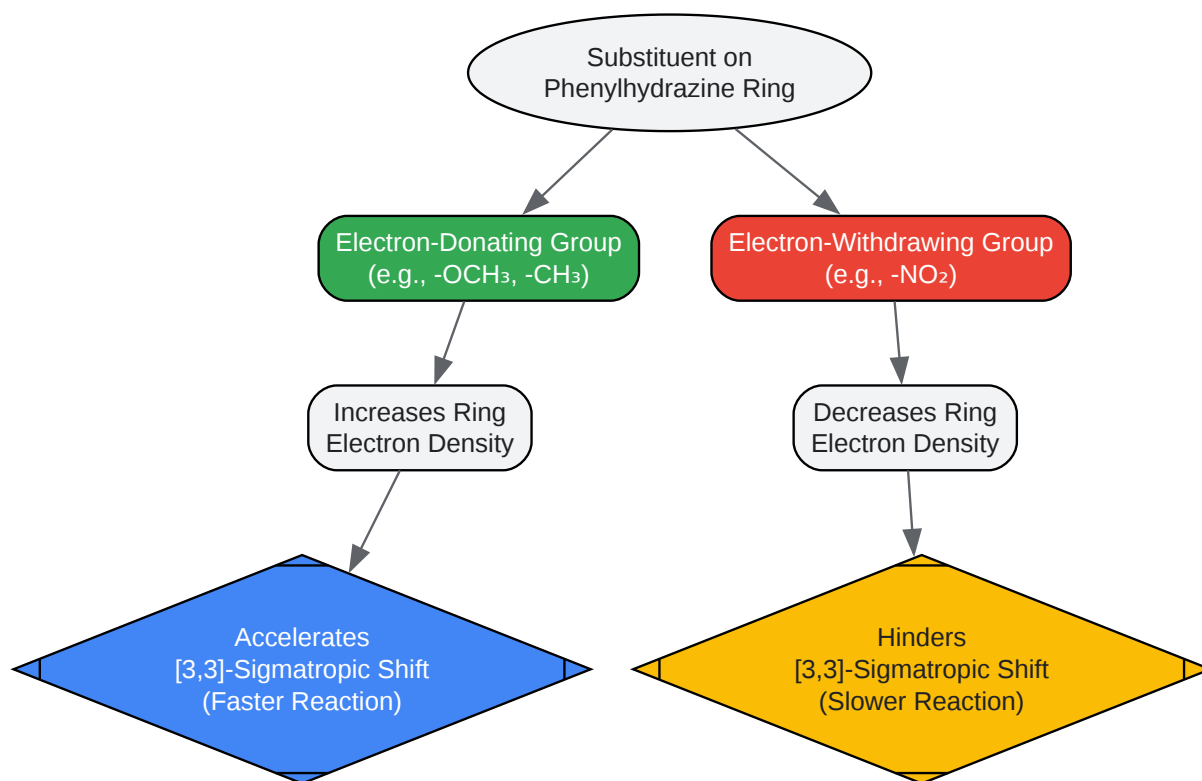 Substituent on
Phenylhydrazine Ring
Electron-Donating Group
(e.g., -OCH₃, -CH₃)
Electron-Withdrawing Group
(e.g., -NO₂)
Increases Ring
Electron Density
Decreases Ring
Electron Density
Accelerates
[3,3]-Sigmatropic Shift
(Faster Reaction)
Hinders
[3,3]-Sigmatropic Shift
(Slower Reaction)